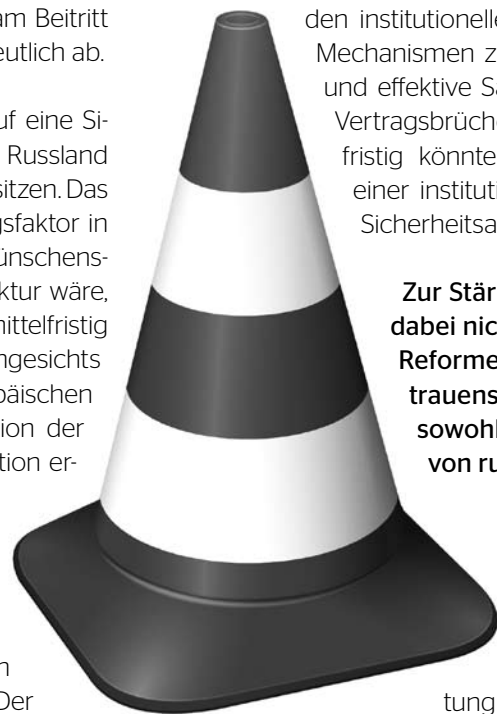 am Beitritt
eutlich ab.
uf eine Si-
Russland
sitzen. Das
gsfaktor in
ünschens-
ktur wäre,
mittelfristig
ngesichts
päischen
ion der
tion er-
n
Der
den institutionelle
Mechanismen z
und effektive Sa
Vertragsbrüche
fristig könnte
einer instituti
Sicherheitsa
Zur Stär
dabei nic
Reforme
trauens
sowohl
von ru
tung